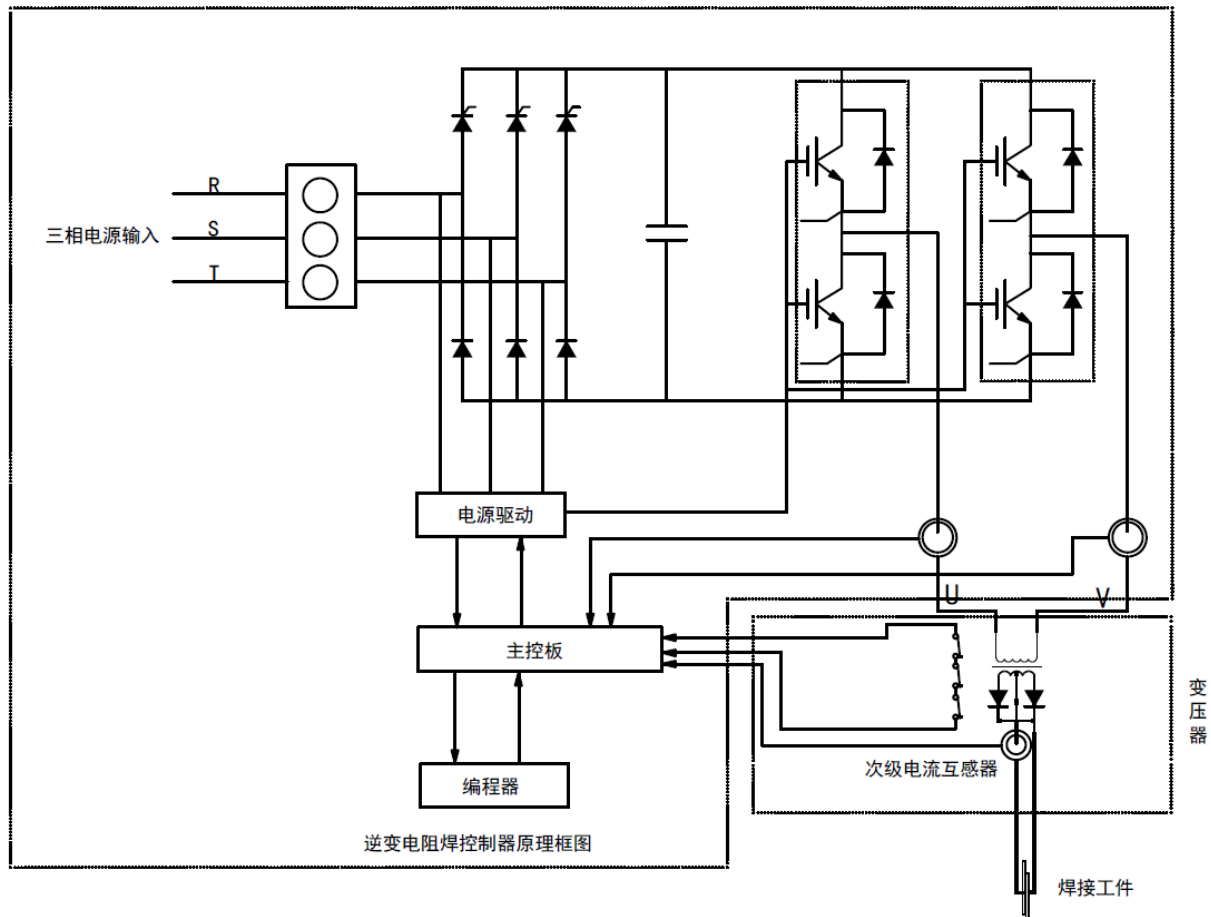 R
三相电源输入
S
T
电源驱动
U
V
主控板
变压器
编程器
次级电流互感器
逆变电阻焊控制器原理框图
焊接工件